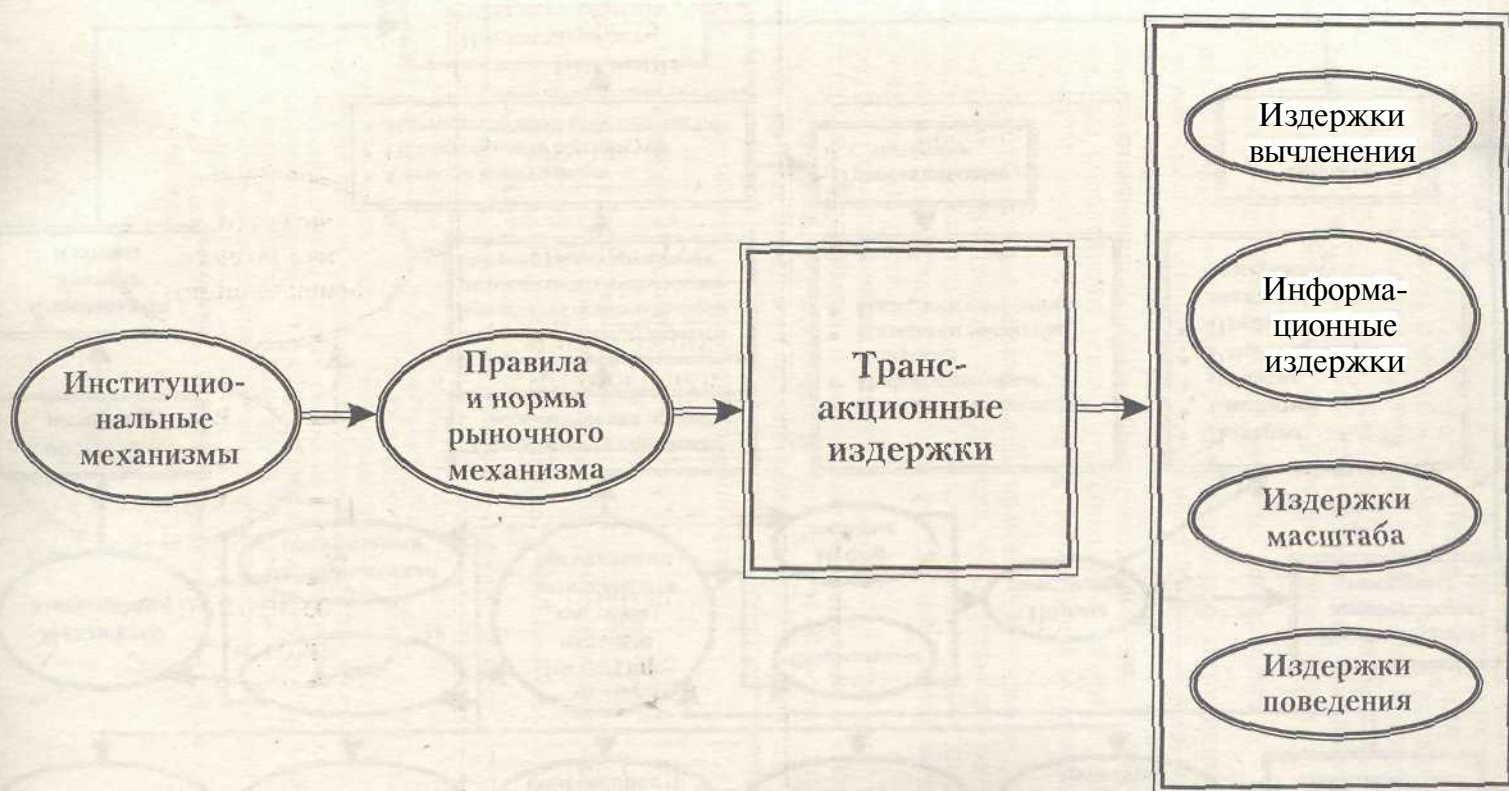 Институцио-
нальные
механизмы
Правила
и нормы
рыночного
механизма
Транс-
акционные
издержки
Издержки
вычленения
Информа-
ционные
издержки
Издержки
масштаба
Издержки
поведения